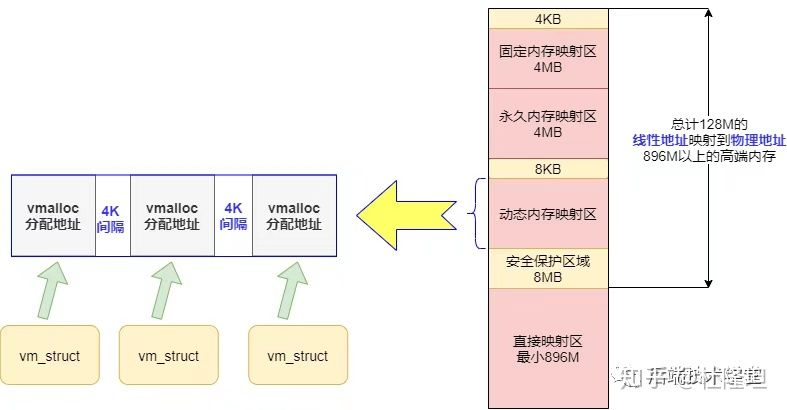 4KB
固定内存映射区
4MB
永久内存映射区
4MB
8KB
动态内存映射区
安全保护区域
8MB
直接映射区
最小896M
总计128M的
线性地址映射到物理地址
896M以上的高端内存
vmalloc
分配地址
4K
间隔
vmalloc
分配地址
4K
间隔
vmalloc
分配地址
vm_struct
vm_struct
vm_struct